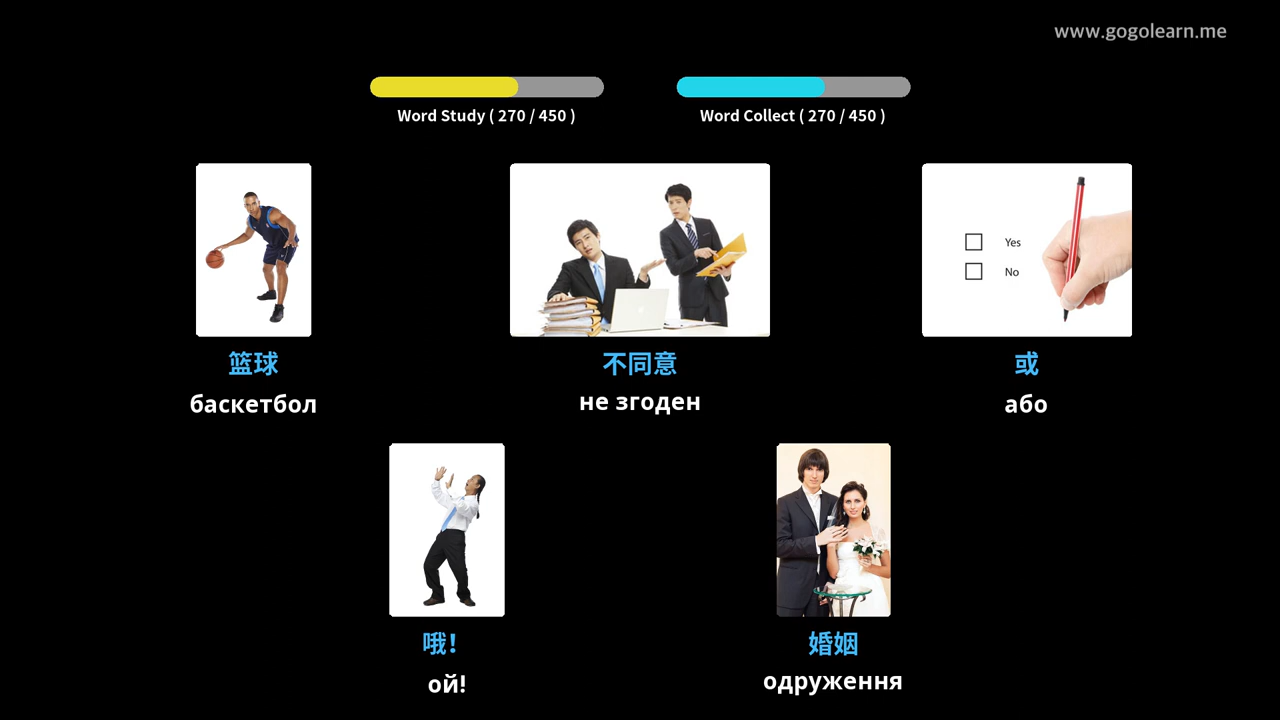 www.gogolearn.me
Word Study ( 270 / 450 )
Word Collect ( 270 / 450 )
Yes
No
篮球
不同意
或
баскетбол
не згоден
або
哦!
婚姻
ой!
одруження